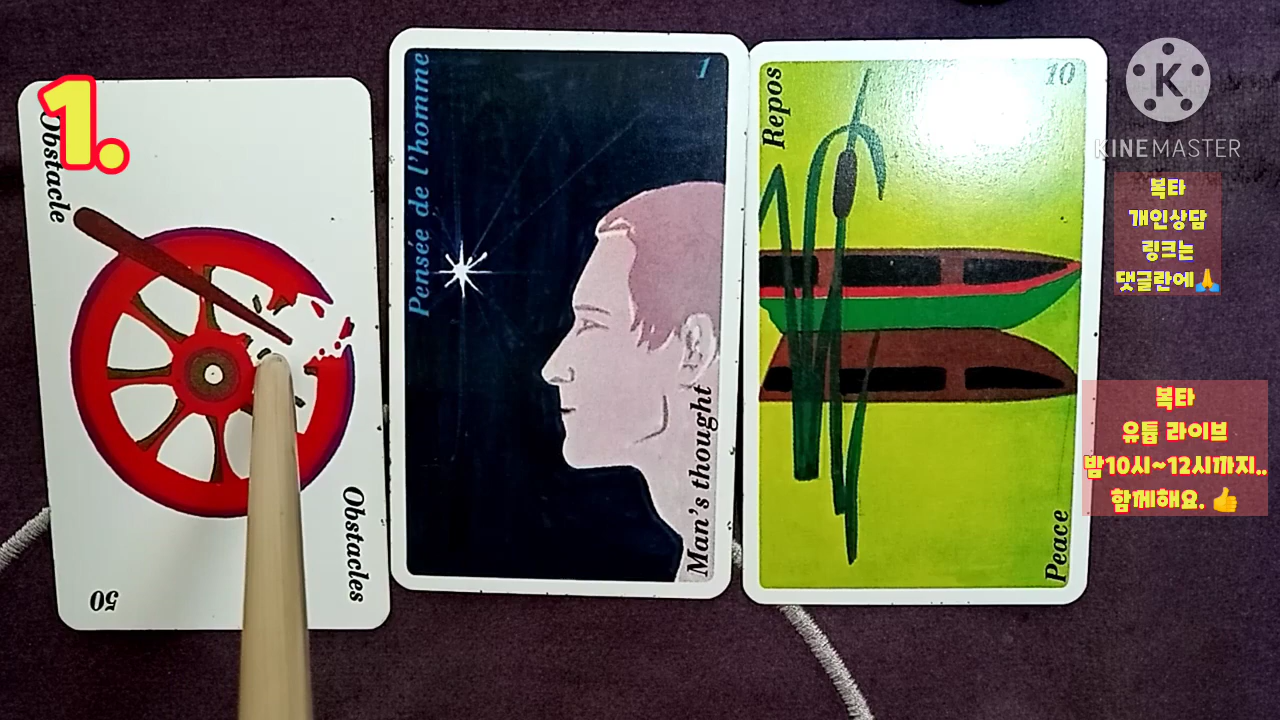 1.
Obstacle
Obstacles
50
Pensée de l'homme
1
Man's thought
Repos
10
Peace
K
KINEMASTER
복타
개인상담
링크는
댓글란에🙏
복타
유튭 라이브
밤10시~12시까지..
함께해요. 👍